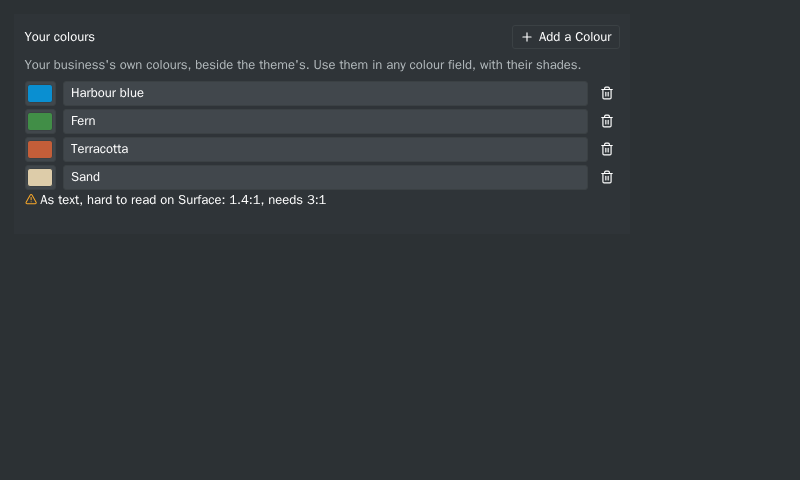 Your colours
Add a Colour
Your business's own colours, beside the theme's. Use them in any colour field, with their shades.
Harbour blue
Fern
Terracotta
Sand
As text, hard to read on Surface: 1.4:1, needs 3:1